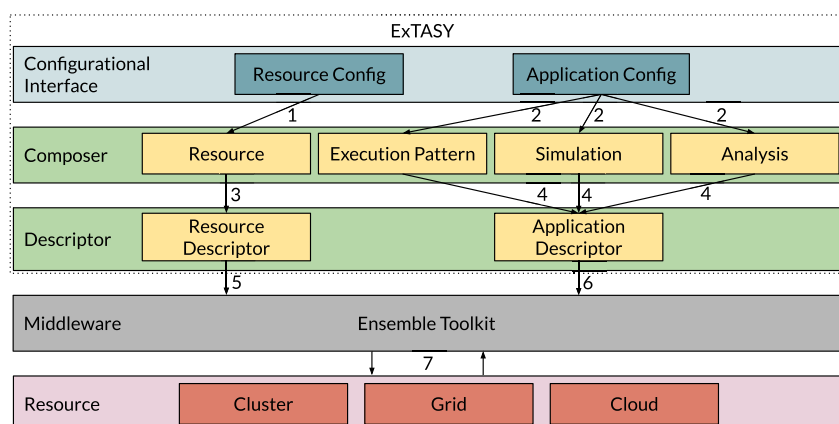 ExTASY
Configurational
Interface
Resource Config
Application Config
1
2
2
2
Composer
Resource
Execution Pattern
Simulation
Analysis
3
4
4
4
Descriptor
Resource
Descriptor
Application
Descriptor
5
6
Middleware
Ensemble Toolkit
7
Resource
Cluster
Grid
Cloud